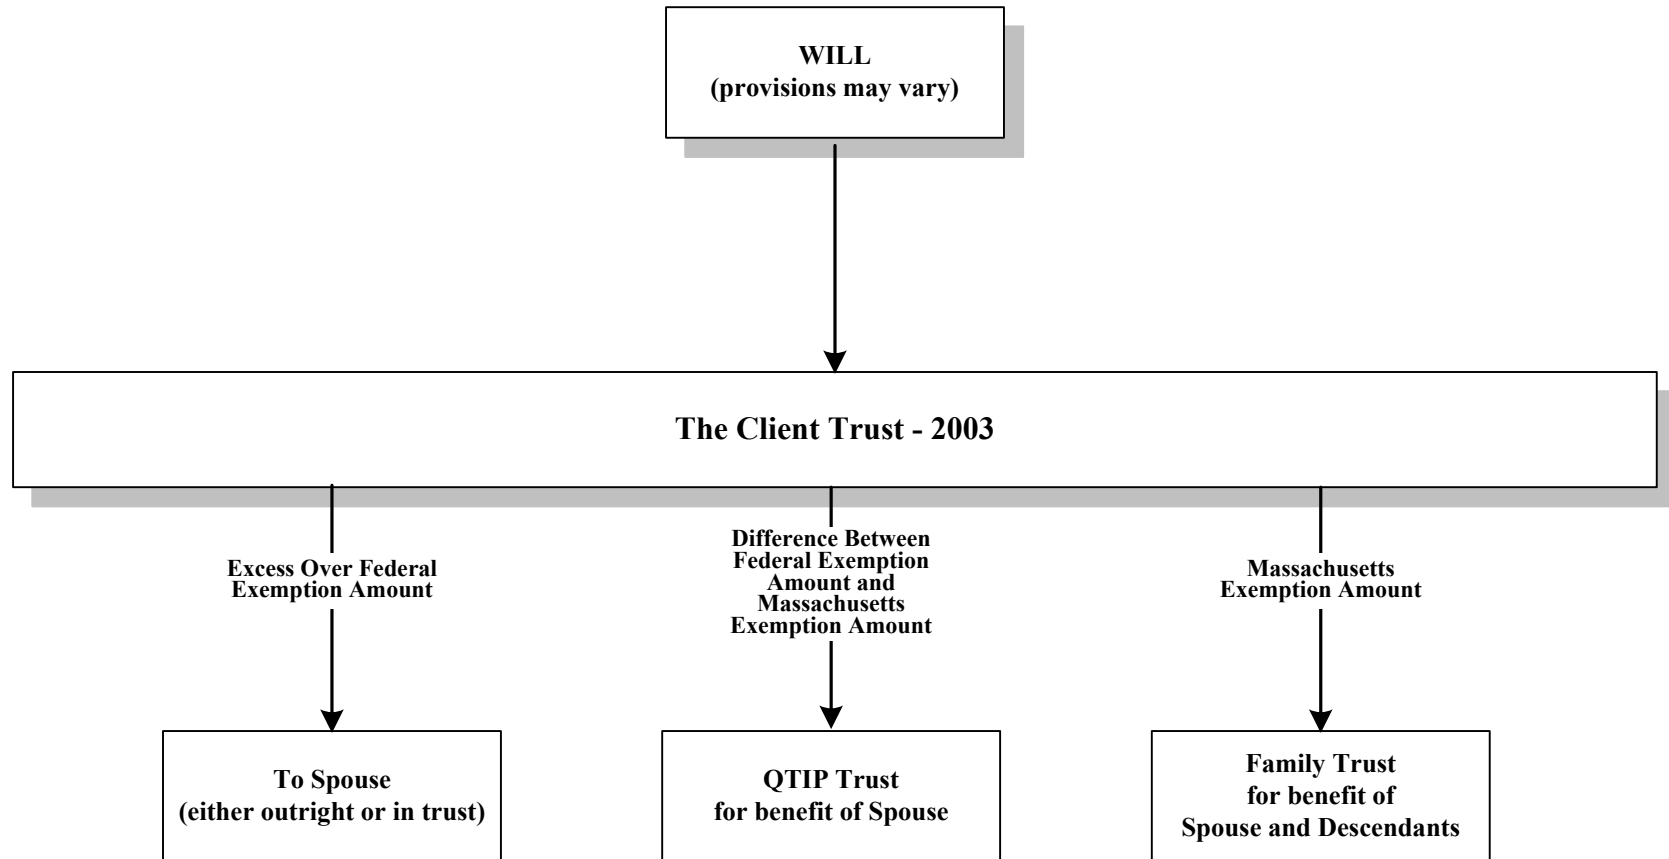 WILL
(provisions may vary)
The Client Trust - 2003
Excess Over Federal
Exemption Amount
Difference Between
Federal Exemption
Amount and
Massachusetts
Exemption Amount
Massachusetts
Exemption Amount
To Spouse
(either outright or in trust)
QTIP Trust
for benefit of Spouse
Family Trust
for benefit of
Spouse and Descendants